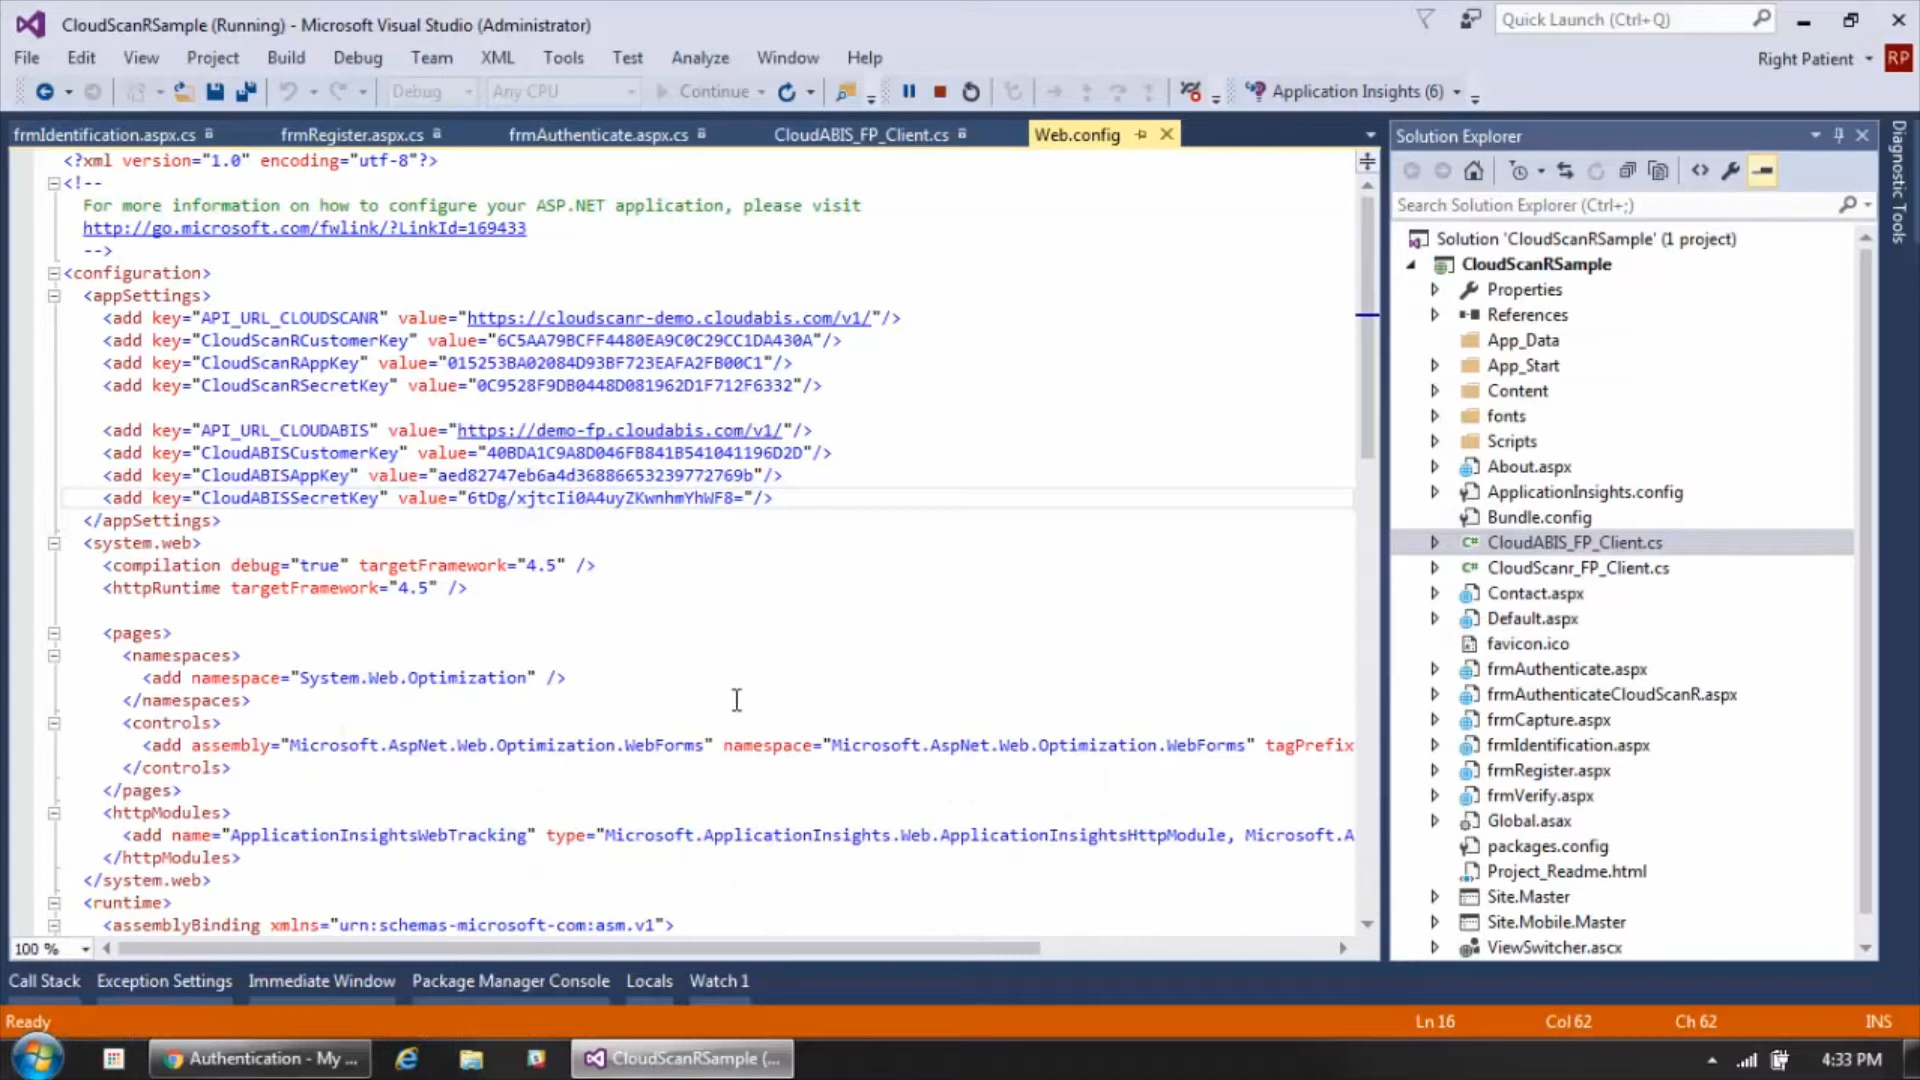 CloudScanRSample (Running) - Microsoft Visual Studio (Administrator)
Quick Launch (Ctrl+Q)
File Edit View Project Build Debug Team XML Tools Test Analyze Window Help
Right Patient RP
Debug Any CPU Continue Application Insights (6)
frmIdentification.aspx.cs frmRegister.aspx.cs frmAuthenticate.aspx.cs CloudABIS_FP_Client.cs Web.config
<?xml version="1.0" encoding="utf-8"?>
<!--
For more information on how to configure your ASP.NET application, please visit
http://go.microsoft.com/fwlink/?LinkId=169433
-->
<configuration>
<appSettings>
<add key="API_URL_CLOUDSCANR" value="https://cloudscanr-demo.cloudabis.com/v1/"/>
<add key="CloudScanRCustomerKey" value="6C5AA79BCFF4480EA9C0C29CC1DA430A"/>
<add key="CloudScanRAppKey" value="015253BA02084D93BF723EAFA2FB00C1"/>
<add key="CloudScanRSecretKey" value="0C9528F9DB0448D081962D1F712F6332"/>
<add key="API_URL_CLOUDABIS" value="https://demo-fp.cloudabis.com/v1/"/>
<add key="CloudABISCustomerKey" value="40BDA1C9A8D046FB841B541041196D2D"/>
<add key="CloudABISAppKey" value="aed82747eb6a4d36886653239772769b"/>
<add key="CloudABISSecretKey" value="6tDg/xjtcIi0A4uyZKwnhmYhWF8="/>
</appSettings>
<system.web>
<compilation debug="true" targetFramework="4.5" />
<httpRuntime targetFramework="4.5" />
<pages>
<namespaces>
<add namespace="System.Web.Optimization" />
</namespaces>
<controls>
<add assembly="Microsoft.AspNet.Web.Optimization.WebForms" namespace="Microsoft.AspNet.Web.Optimization.WebForms" tagPrefix
</controls>
</pages>
<httpModules>
<add name="ApplicationInsightsWebTracking" type="Microsoft.ApplicationInsights.Web.ApplicationInsightsHttpModule, Microsoft.A
</httpModules>
</system.web>
<runtime>
<assemblyBinding xmlns="urn:schemas-microsoft-com:asm.v1">
100 %
Solution Explorer
Search Solution Explorer (Ctrl+;)
Solution 'CloudScanRSample' (1 project)
CloudScanRSample
Properties
References
App_Data
App_Start
Content
fonts
Scripts
About.aspx
ApplicationInsights.config
Bundle.config
CloudABIS_FP_Client.cs
CloudScanr_FP_Client.cs
Contact.aspx
Default.aspx
favicon.ico
frmAuthenticate.aspx
frmAuthenticateCloudScanR.aspx
frmCapture.aspx
frmIdentification.aspx
frmRegister.aspx
frmVerify.aspx
Global.asax
packages.config
Project_Readme.html
Site.Master
Site.Mobile.Master
ViewSwitcher.ascx
Diagnostic Tools
Call Stack Exception Settings Immediate Window Package Manager Console Locals Watch 1
Ready Ln 16 Col 62 Ch 62 INS
Authentication - My ... CloudScanRSample (... 4:33 PM